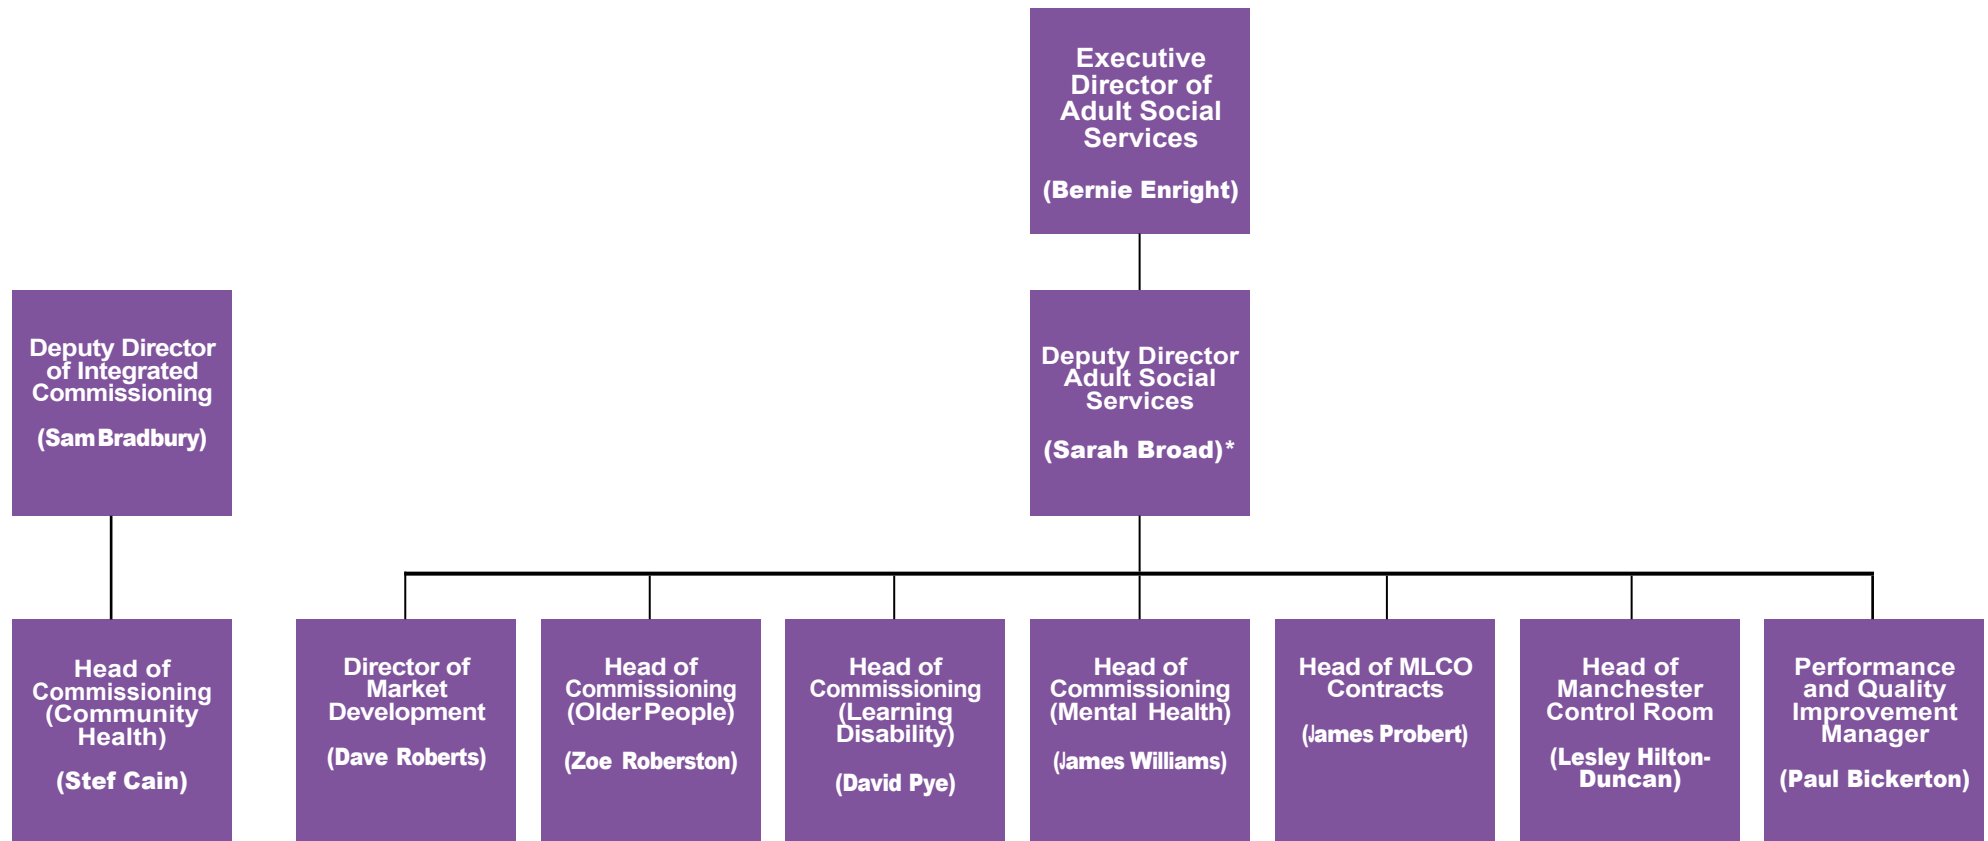 Executive
Director of
Adult Social
Services
(Bernie Enright)
Deputy Director
of Integrated
Commissioning
(Sam Bradbury)
Deputy Director
Adult Social
Services
(Sarah Broad)*
Head of
Commissioning
(Community
Health)
(Stef Cain)
Director of
Market
Development
(Dave Roberts)
Head of
Commissioning
(Older People)
(Zoe Roberston)
Head of
Commissioning
(Learning
Disability)
(David Pye)
Head of
Commissioning
(Mental Health)
(James Williams)
Head of MLCO
Contracts
(James Probert)
Head of
Manchester
Control Room
(Lesley Hilton-
Duncan)
Performance
and Quality
Improvement
Manager
(Paul Bickerton)